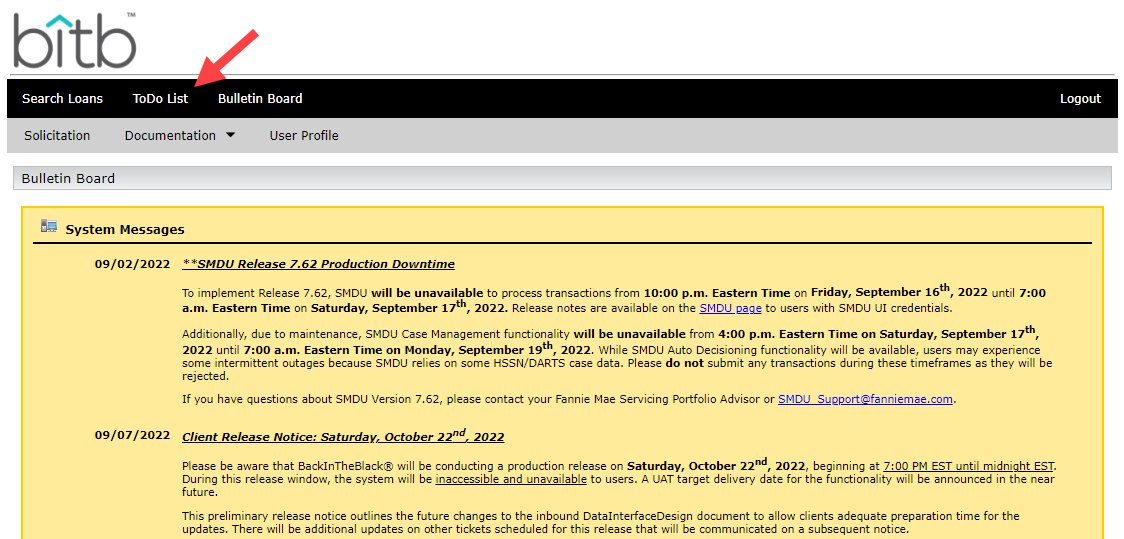 bitb™
Search Loans ToDo List Bulletin Board Logout
Solicitation Documentation User Profile
Bulletin Board
System Messages
09/02/2022 **SMDU Release 7.62 Production Downtime
To implement Release 7.62, SMDU will be unavailable to process transactions from 10:00 p.m. Eastern Time on Friday, September 16th, 2022 until 7:00
a.m. Eastern Time on Saturday, September 17th, 2022. Release notes are available on the SMDU page to users with SMDU UI credentials.
Additionally, due to maintenance, SMDU Case Management functionality will be unavailable from 4:00 p.m. Eastern Time on Saturday, September 17th,
2022 until 7:00 a.m. Eastern Time on Monday, September 19th, 2022. While SMDU Auto Decisioning functionality will be available, users may experience
some intermittent outages because SMDU relies on some HSSN/DARTS case data. Please do not submit any transactions during these timeframes as they will be
rejected.
If you have questions about SMDU Version 7.62, please contact your Fannie Mae Servicing Portfolio Advisor or SMDU_Support@fanniemae.com.
09/07/2022 Client Release Notice: Saturday, October 22nd, 2022
Please be aware that BackInTheBlack® will be conducting a production release on Saturday, October 22nd, 2022, beginning at 7:00 PM EST until midnight EST.
During this release window, the system will be inaccessible and unavailable to users. A UAT target delivery date for the functionality will be announced in the near
future.
This preliminary release notice outlines the future changes to the inbound DataInterfaceDesign document to allow clients adequate preparation time for the
updates. There will be additional updates on other tickets scheduled for this release that will be communicated on a subsequent notice.